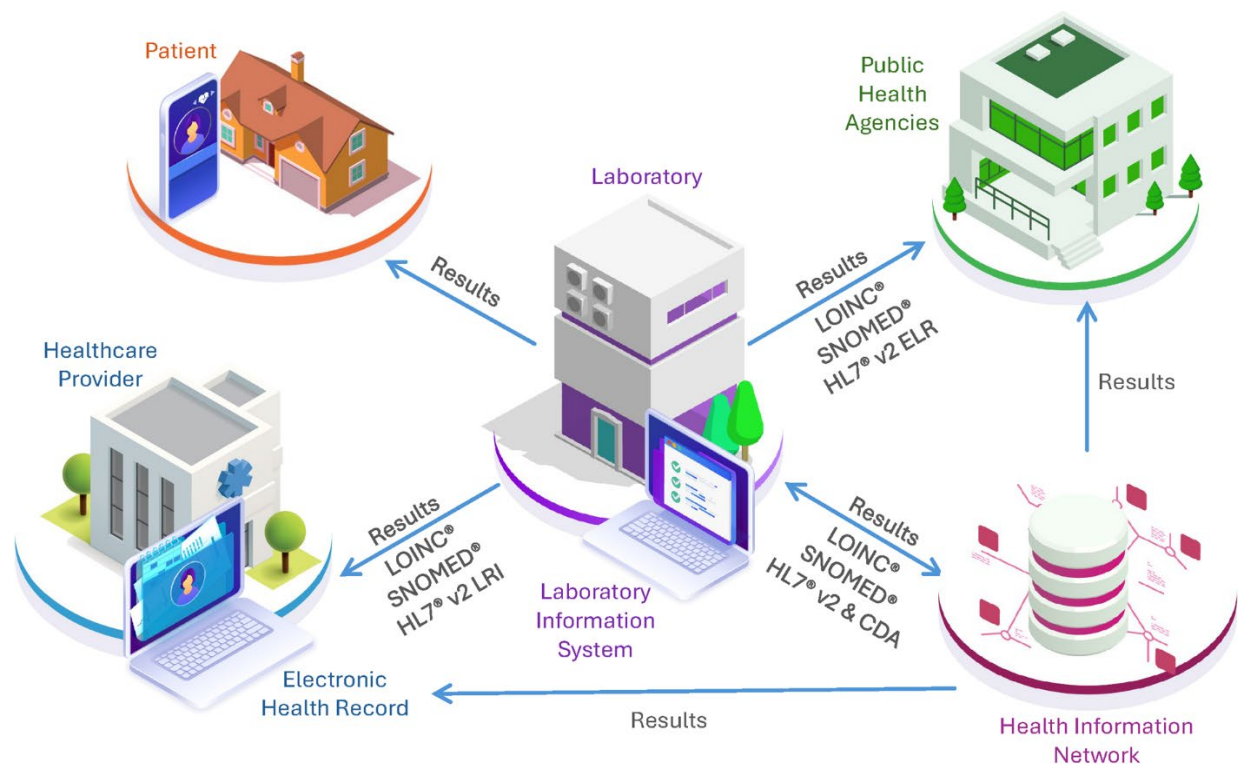 Patient
Public
Health
Agencies
Laboratory
Results
Results
LOINC®
SNOMED®
HL7® v2 ELR
Healthcare
Provider
Results
Results
LOINC®
SNOMED®
HL7® v2 LRI
Results
LOINC®
SNOMED®
HL7® v2 & CDA
Laboratory
Information
System
Electronic
Health Record
Results
Health Information
Network